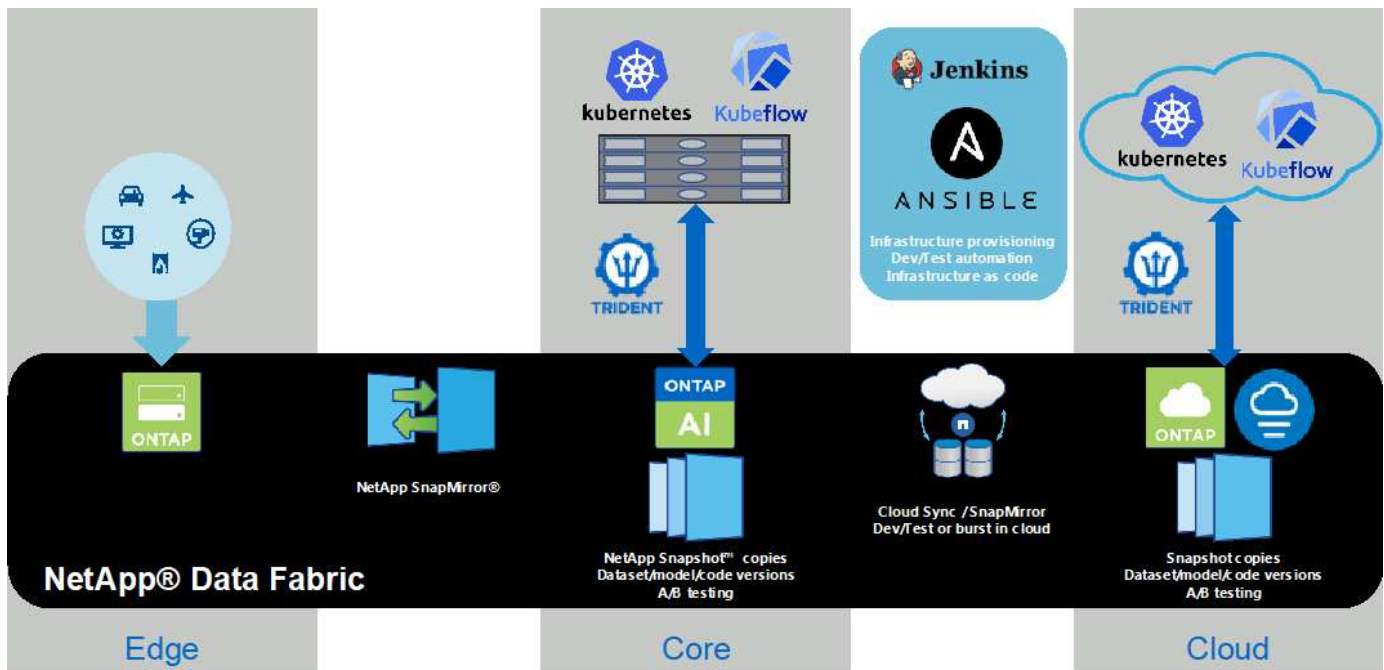 kubernetes
Kubeflow
TRIDENT
Jenkins
ANSIBLE
Infrastructure provisioning
Dev/Test automation
Infrastructure as code
kubernetes
Kubeflow
TRIDENT
ONTAP
NetApp SnapMirror®
ONTAP
AI
NetApp Snapshot™ copies
Dataset/model/code versions
A/B testing
n
Cloud Sync /SnapMirror
Dev/Test or burst in cloud
ONTAP
Snapshot copies
Dataset/model/code versions
A/B testing
NetApp® Data Fabric
Edge
Core
Cloud